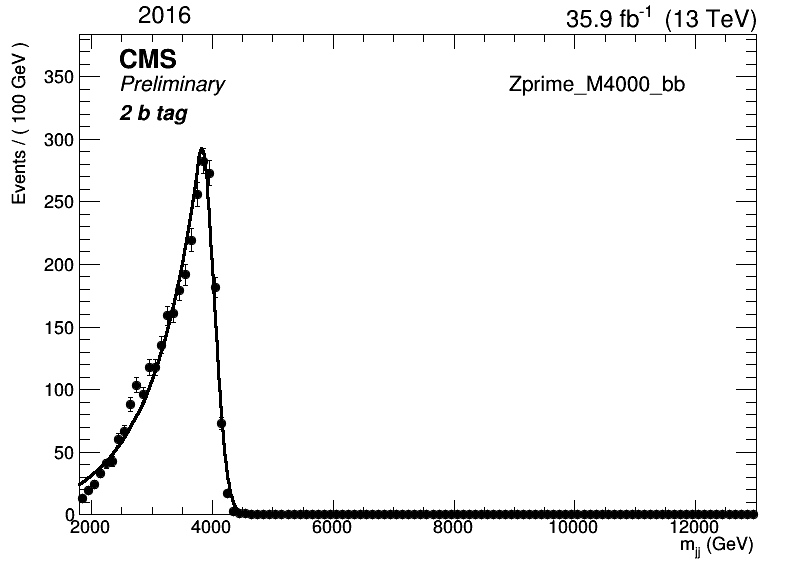 2016
35.9 fb⁻¹ (13 TeV)
CMS
Preliminary
2 b tag
Zprime_M4000_bb
Events / ( 100 GeV )
350
300
250
200
150
100
50
0
2000 4000 6000 8000 10000 12000
m_jj (GeV)